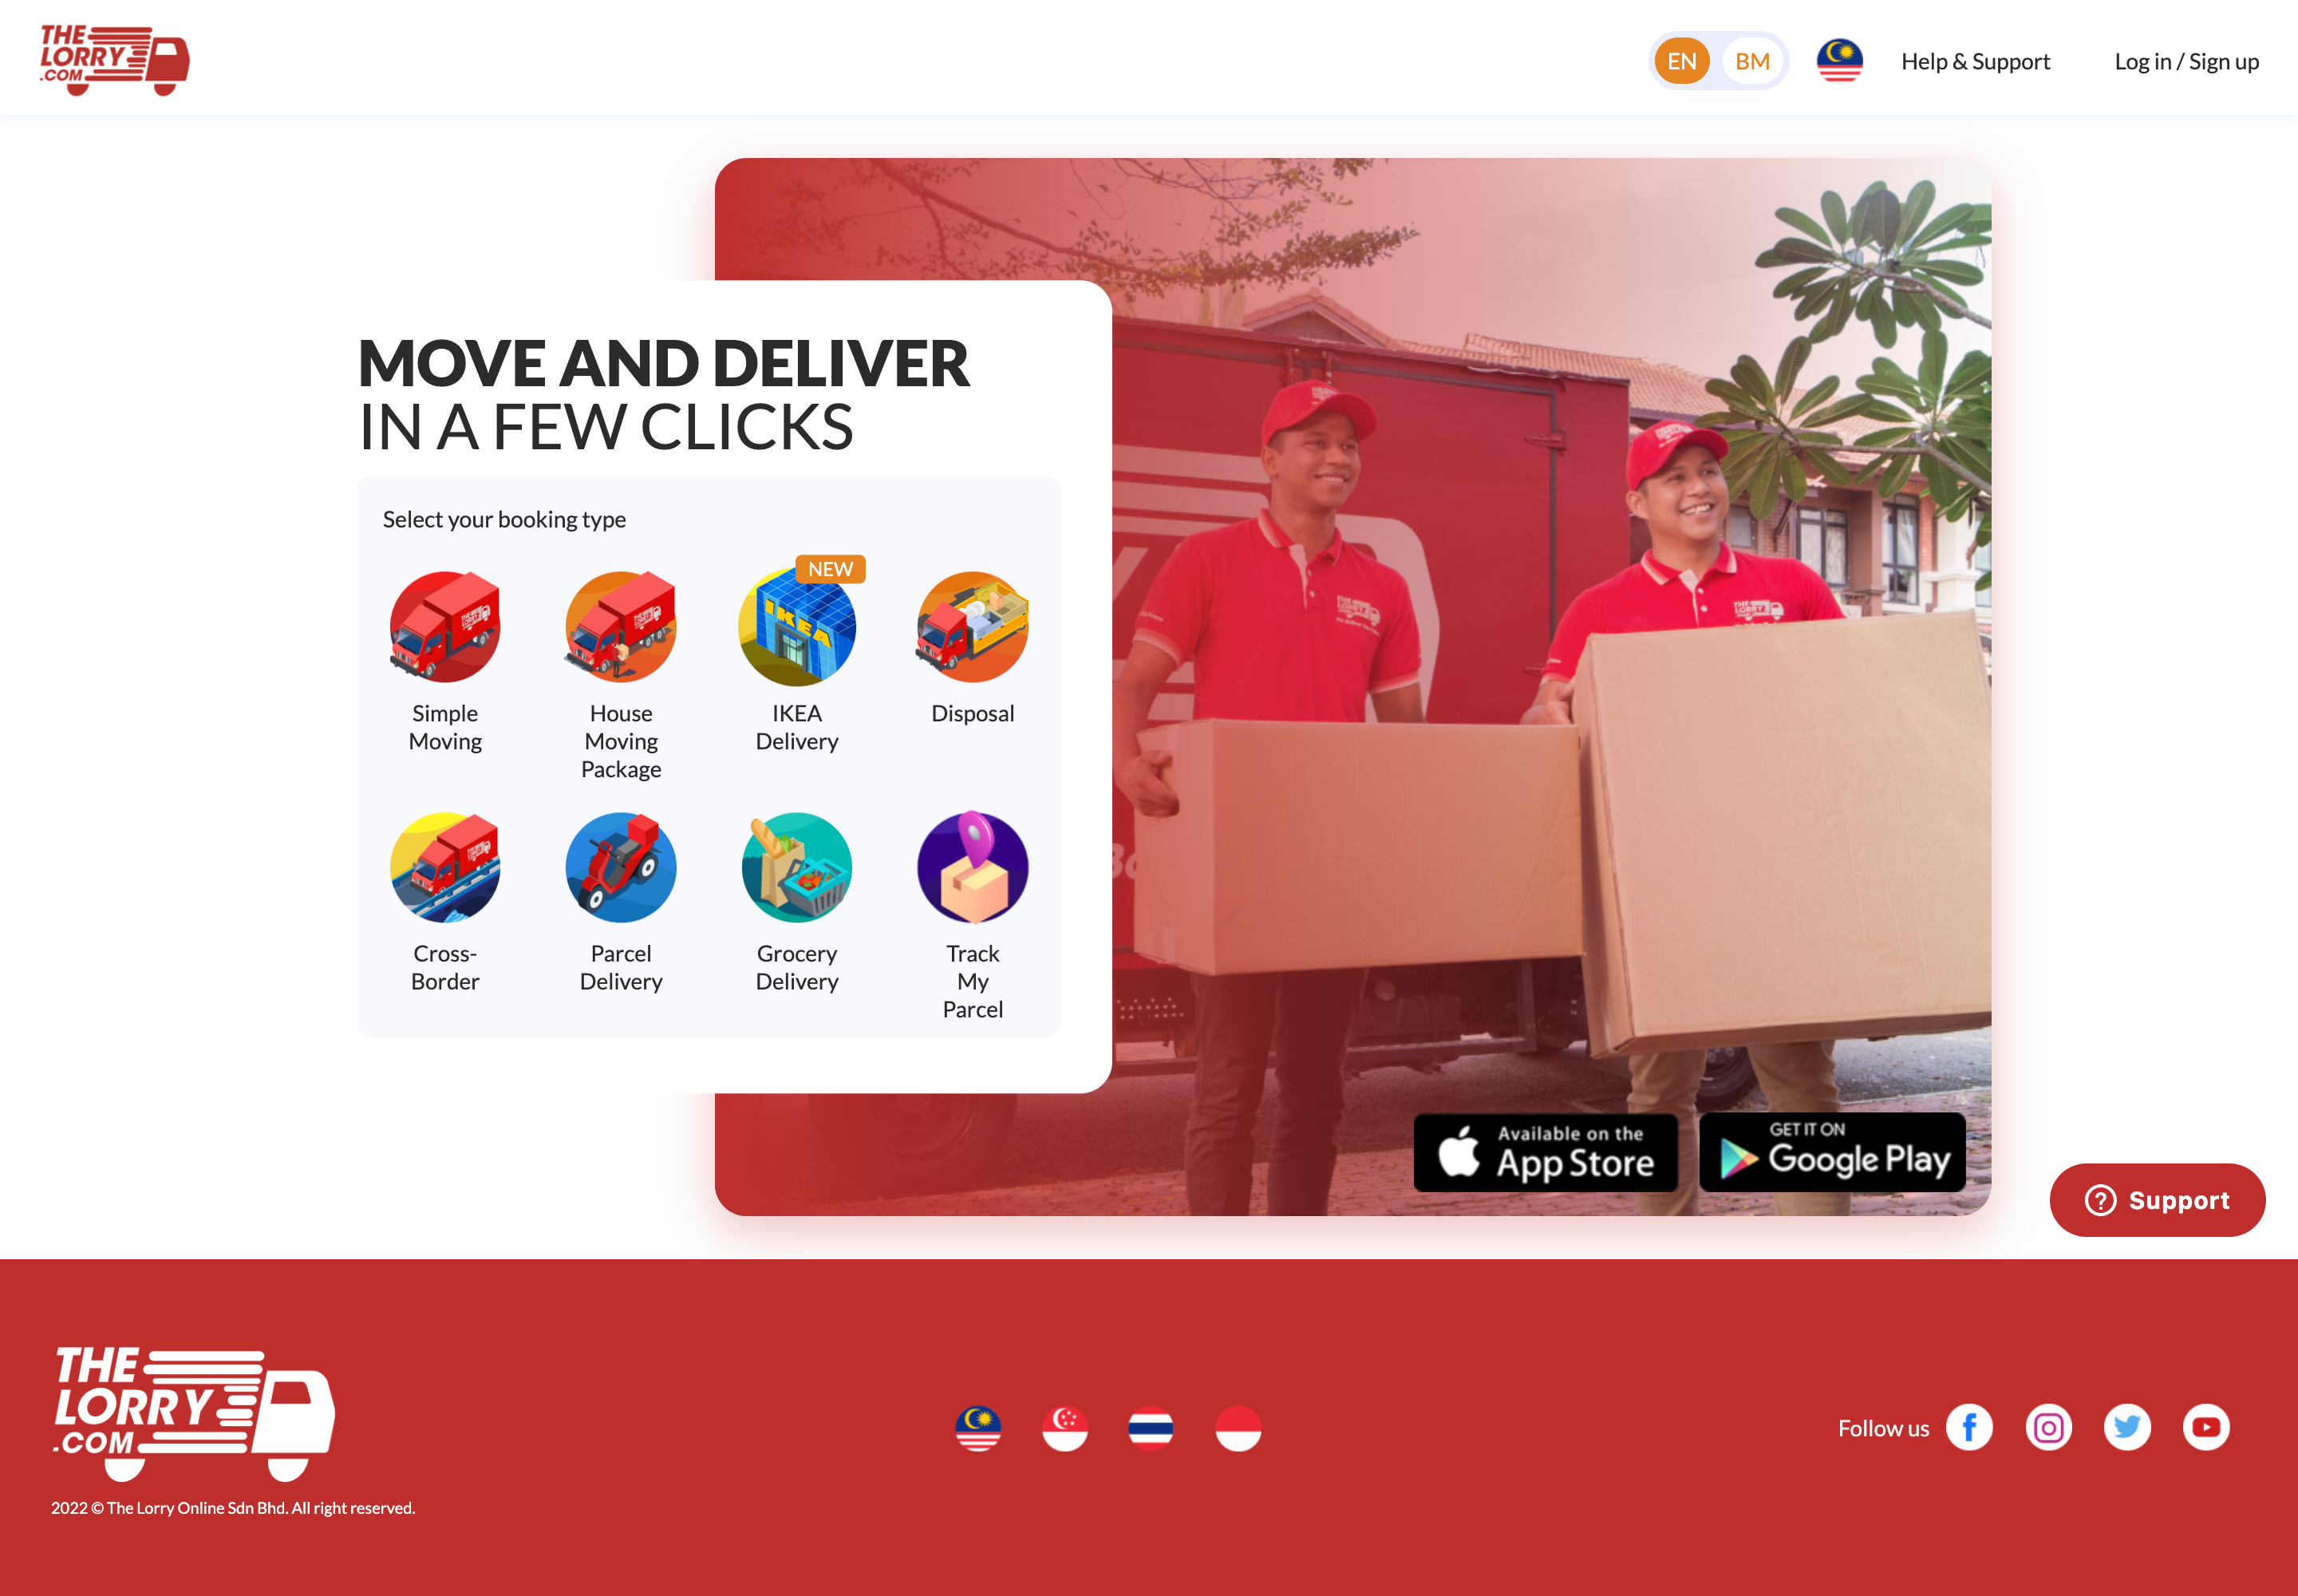 THE
LORRY
.COM
EN
BM
Help & Support
Log in / Sign up
MOVE AND DELIVER
IN A FEW CLICKS
Select your booking type
NEW
IKEA
Simple
Moving
House
Moving
Package
IKEA
Delivery
Disposal
Cross-
Border
Parcel
Delivery
Grocery
Delivery
Track
My
Parcel
THE
LORRY
Available on the
App Store
GET IT ON
Google Play
Support
THE
LORRY
.COM
2022 © The Lorry Online Sdn Bhd. All right reserved.
Follow us